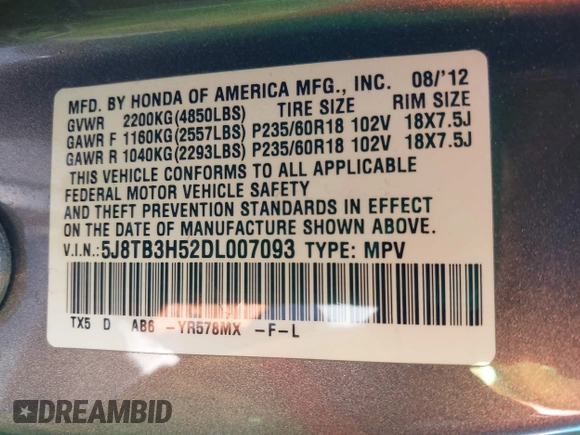 MFD. BY HONDA OF AMERICA MFG., INC. 08/'12
GVWR 2200KG(4850LBS) TIRE SIZE RIM SIZE
GAWR F 1160KG(2557LBS) P235/60R18 102V 18X7.5J
GAWR R 1040KG(2293LBS) P235/60R18 102V 18X7.5J
THIS VEHICLE CONFORMS TO ALL APPLICABLE
FEDERAL MOTOR VEHICLE SAFETY
AND THEFT PREVENTION STANDARDS IN EFFECT
ON THE DATE OF MANUFACTURE SHOWN ABOVE.
V.I.N.: 5J8TB3H52DL007093 TYPE: MPV
TX5 D AB6 -YR578MX -F-L
DREAMBID